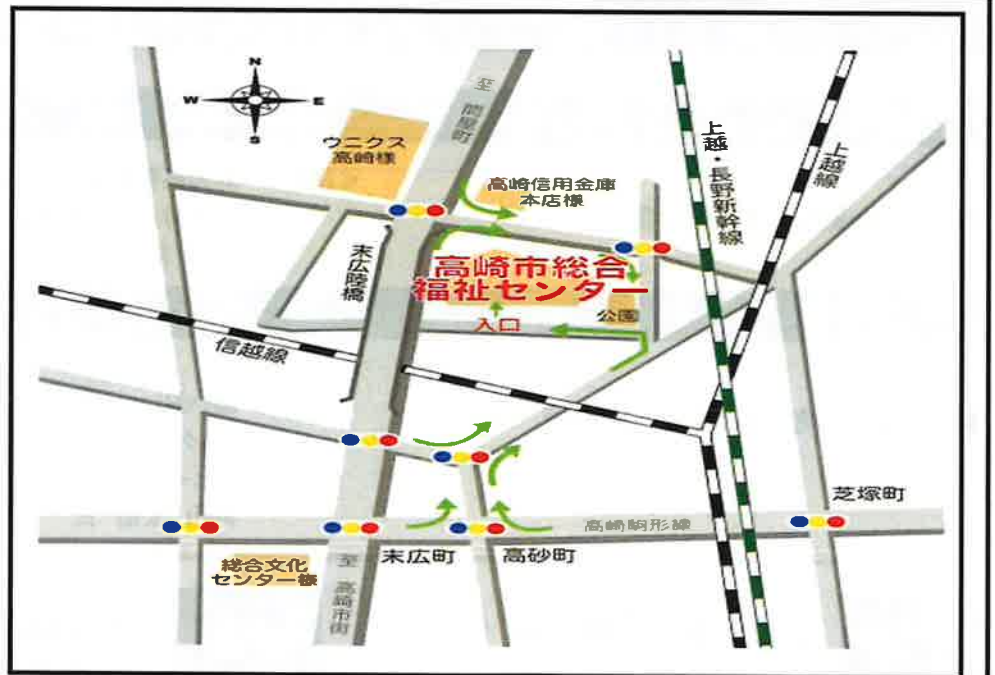 N
W
E
S
至 問屋町
ウニクス
高崎様
高崎信用金庫
本店様
上越・長野新幹線
上越線
末広陸橋
高崎市総合
福祉センター
公園
入口
信越線
芝塚町
高崎駒形線
末広町
高砂町
総合文化
センター様
至 高崎市街